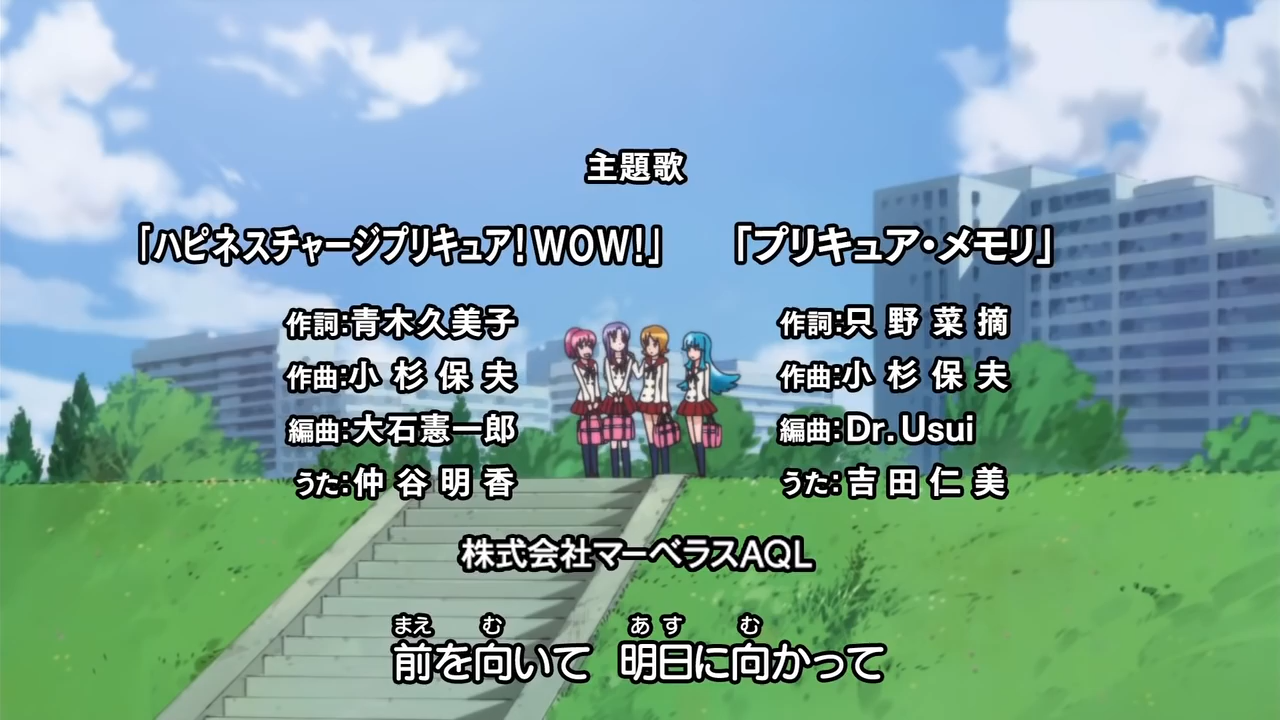 主題歌
「ハピネスチャージプリキュア!WOW!」
作詞:青木久美子
作曲:小杉保夫
編曲:大石憲一郎
うた:仲谷明香
「プリキュア・メモリ」
作詞:只野菜摘
作曲:小杉保夫
編曲:Dr.Usui
うた:吉田仁美
株式会社マーベラスAQL
まえ む あす む
前を向いて 明日に向かって